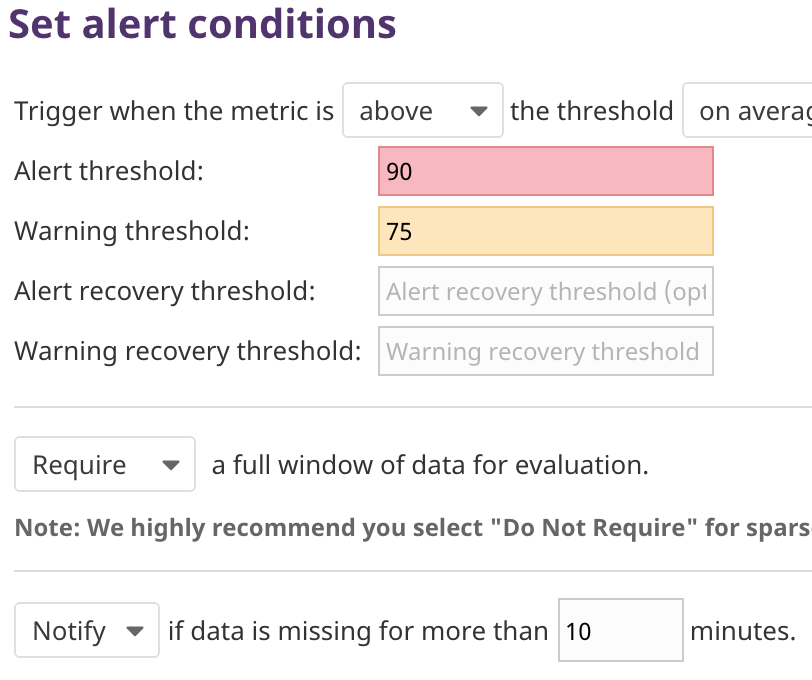 Set alert conditions
Trigger when the metric is above the threshold on averag
Alert threshold: 90
Warning threshold: 75
Alert recovery threshold: Alert recovery threshold (opt
Warning recovery threshold: Warning recovery threshold
Require a full window of data for evaluation.
Note: We highly recommend you select "Do Not Require" for spars
Notify if data is missing for more than 10 minutes.